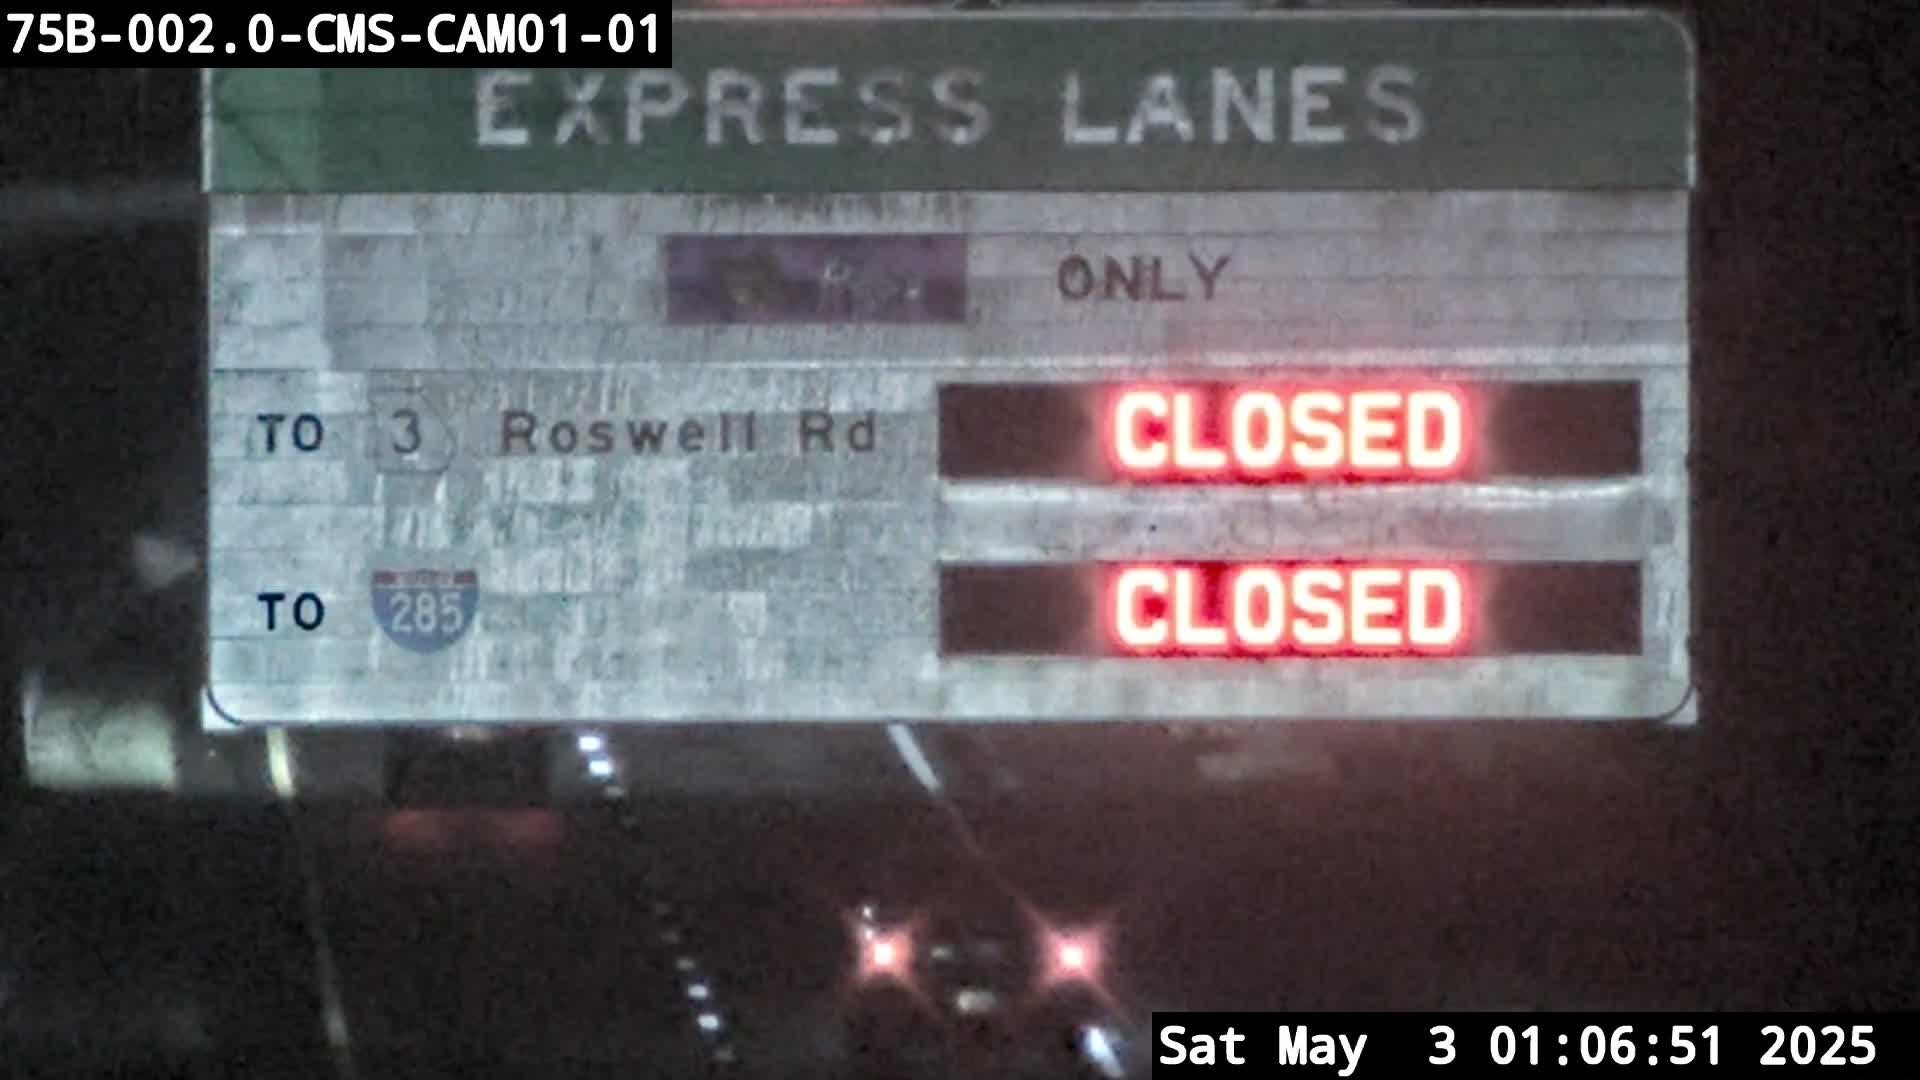 75B-002.0-CMS-CAM01-01
EXPRESS LANES
ONLY
TO 3 Roswell Rd CLOSED
TO 285 CLOSED
Sat May 3 01:06:51 2025